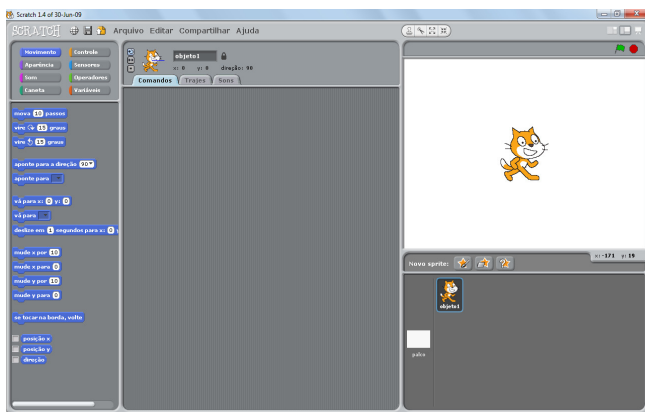 Scratch 1.4 of 30-Jun-09
SCRATCH Arquivo Editar Compartilhar Ajuda
Movimento Controle
Aparência Sensores
Som Operadores
Caneta Variáveis
mova 10 passos
vire 15 graus
vire 15 graus
aponte para a direção 90
aponte para
vá para x: 0 y: 0
vá para
deslize em 1 segundos para x: 0 y
mude x por 10
mude x para 0
mude y por 10
mude y para 0
se tocar na borda, volte
posição x
posição y
direção
objeto1
x: 0 y: 0 direção: 90
Comandos Trajes Sons
x: -171 y: 19
Novo sprite:
objeto1
palco